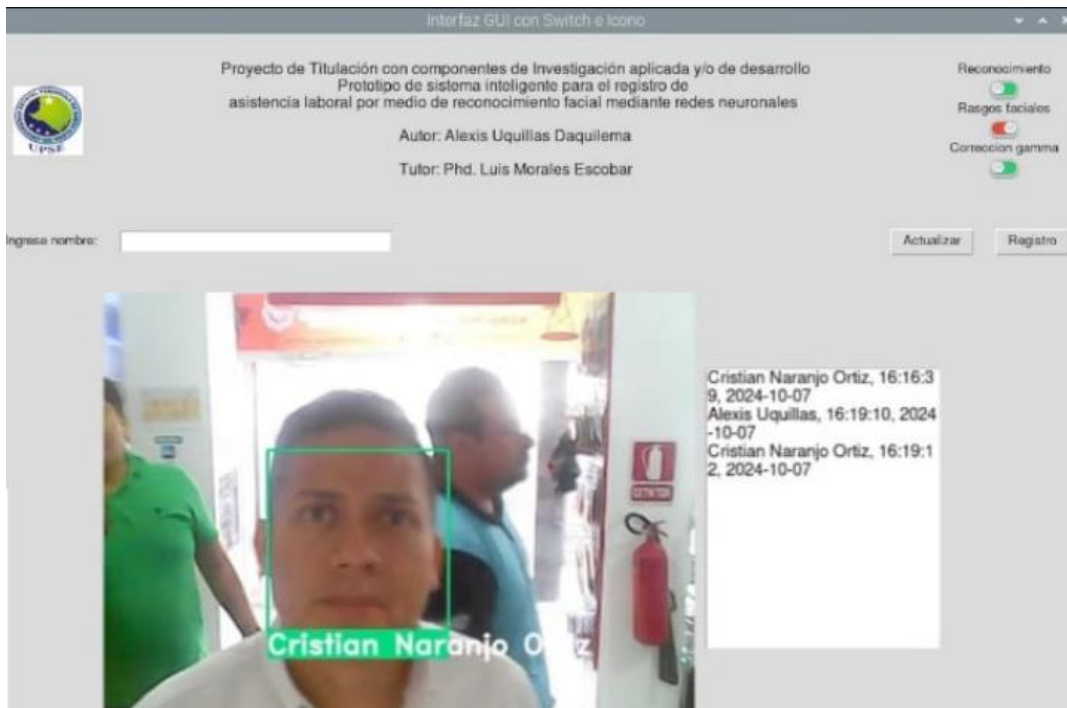 Interfaz GUI con Switch e Icono
Proyecto de Titulación con componentes de Investigación aplicada y/o de desarrollo
Prototipo de sistema inteligente para el registro de
asistencia laboral por medio de reconocimiento facial mediante redes neuronales
Autor: Alexis Uquillas Daquilema
Tutor: Phd. Luis Morales Escobar
UPSE
Reconocimiento
Rasgos faciales
Correccion gamma
Ingrese nombre:
Actualizar
Registro
Cristian Naranjo Ortiz
EXTINTOR
Cristian Naranjo Ortiz, 16:16:3
9, 2024-10-07
Alexis Uquillas, 16:19:10, 2024
-10-07
Cristian Naranjo Ortiz, 16:19:1
2, 2024-10-07